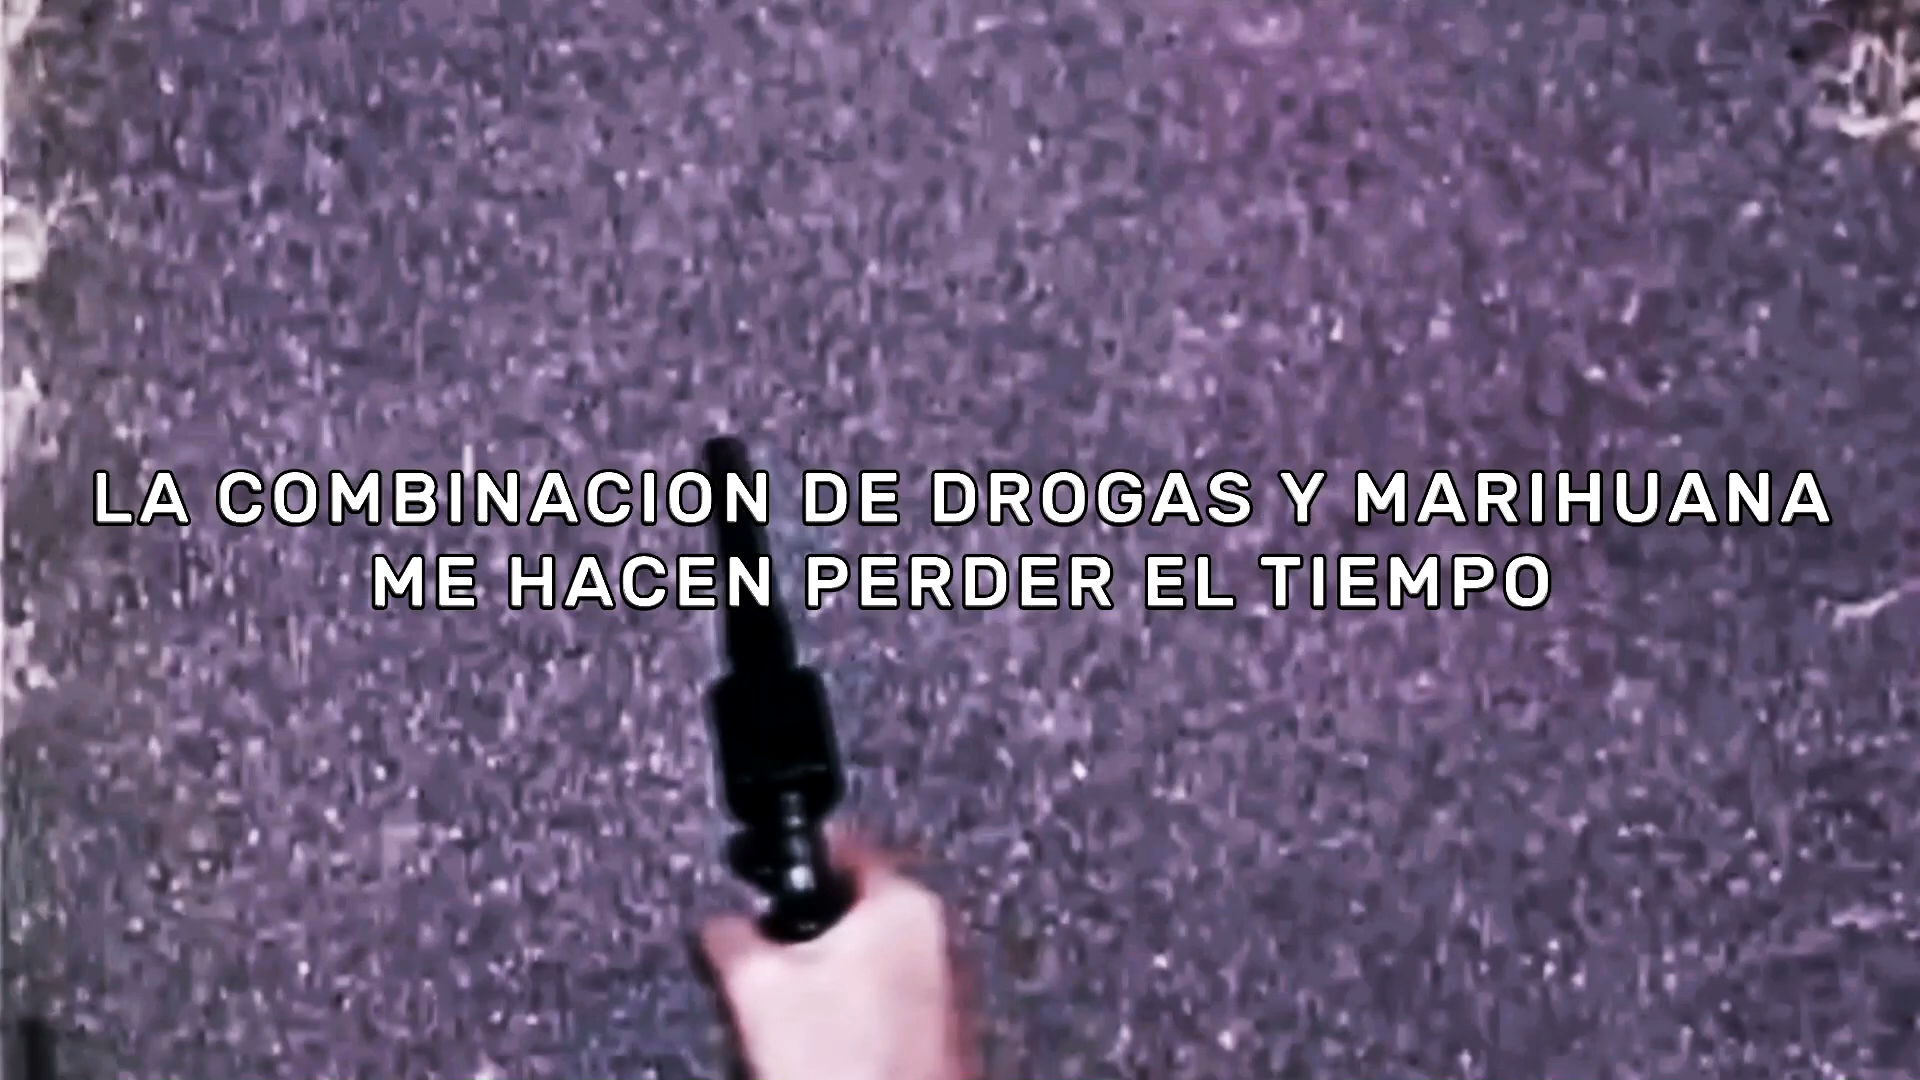 LA COMBINACION DE DROGAS Y MARIHUANA
ME HACEN PERDER EL TIEMPO